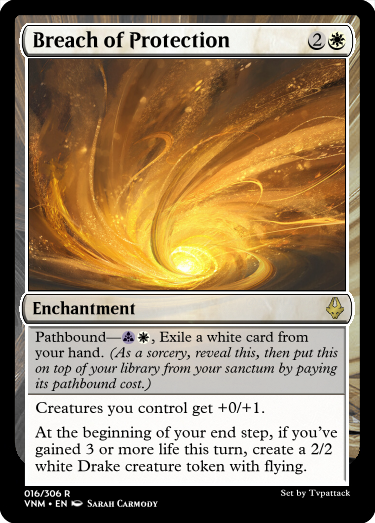 Breach of Protection 2
Enchantment
Pathbound—, Exile a white card from
your hand. (As a sorcery, reveal this, then put this
on top of your library from your sanctum by paying
its pathbound cost.)
Creatures you control get +0/+1.
At the beginning of your end step, if you've
gained 3 or more life this turn, create a 2/2
white Drake creature token with flying.
016/306 R
VNM • EN SARAH CARMODY
Set by Tvpattack